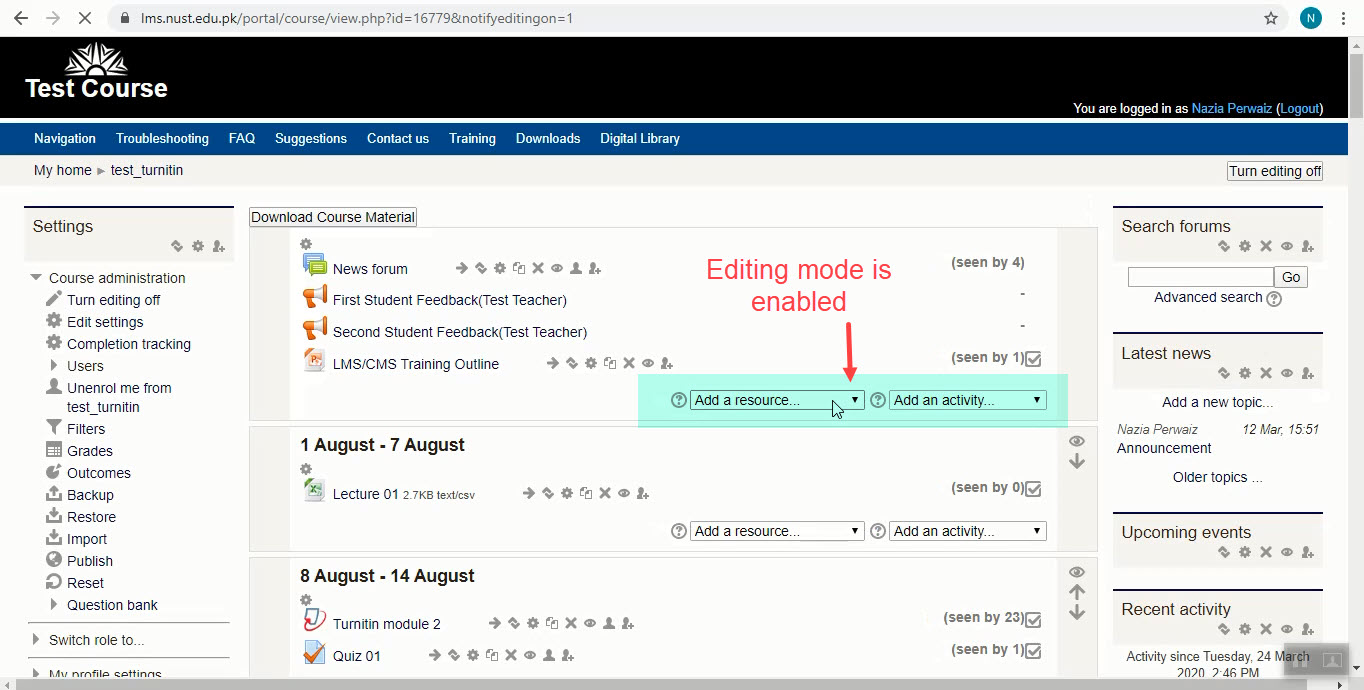 lms.nust.edu.pk/portal/course/view.php?id=16779&notifyeditingon=1
N
Test Course
You are logged in as Nazia Perwaiz (Logout)
Navigation Troubleshooting FAQ Suggestions Contact us Training Downloads Digital Library
My home ► test_turnitin
Turn editing off
Settings
Course administration
Turn editing off
Edit settings
Completion tracking
Users
Unenrol me from
test_turnitin
Filters
Grades
Outcomes
Backup
Restore
Import
Publish
Reset
Question bank
Switch role to...
My profile settings
Download Course Material
News forum
(seen by 4)
First Student Feedback(Test Teacher)
-
Second Student Feedback(Test Teacher)
-
LMS/CMS Training Outline
(seen by 1)
Editing mode is
enabled
Add a resource... Add an activity...
1 August - 7 August
Lecture 01 2.7KB text/csv
(seen by 0)
Add a resource... Add an activity...
8 August - 14 August
Turnitin module 2
(seen by 23)
Quiz 01
(seen by 1)
Search forums
Go
Advanced search
Latest news
Add a new topic...
Nazia Perwaiz 12 Mar, 15:51
Announcement
Older topics ...
Upcoming events
Recent activity
Activity since Tuesday, 24 March
2020, 2:46 PM